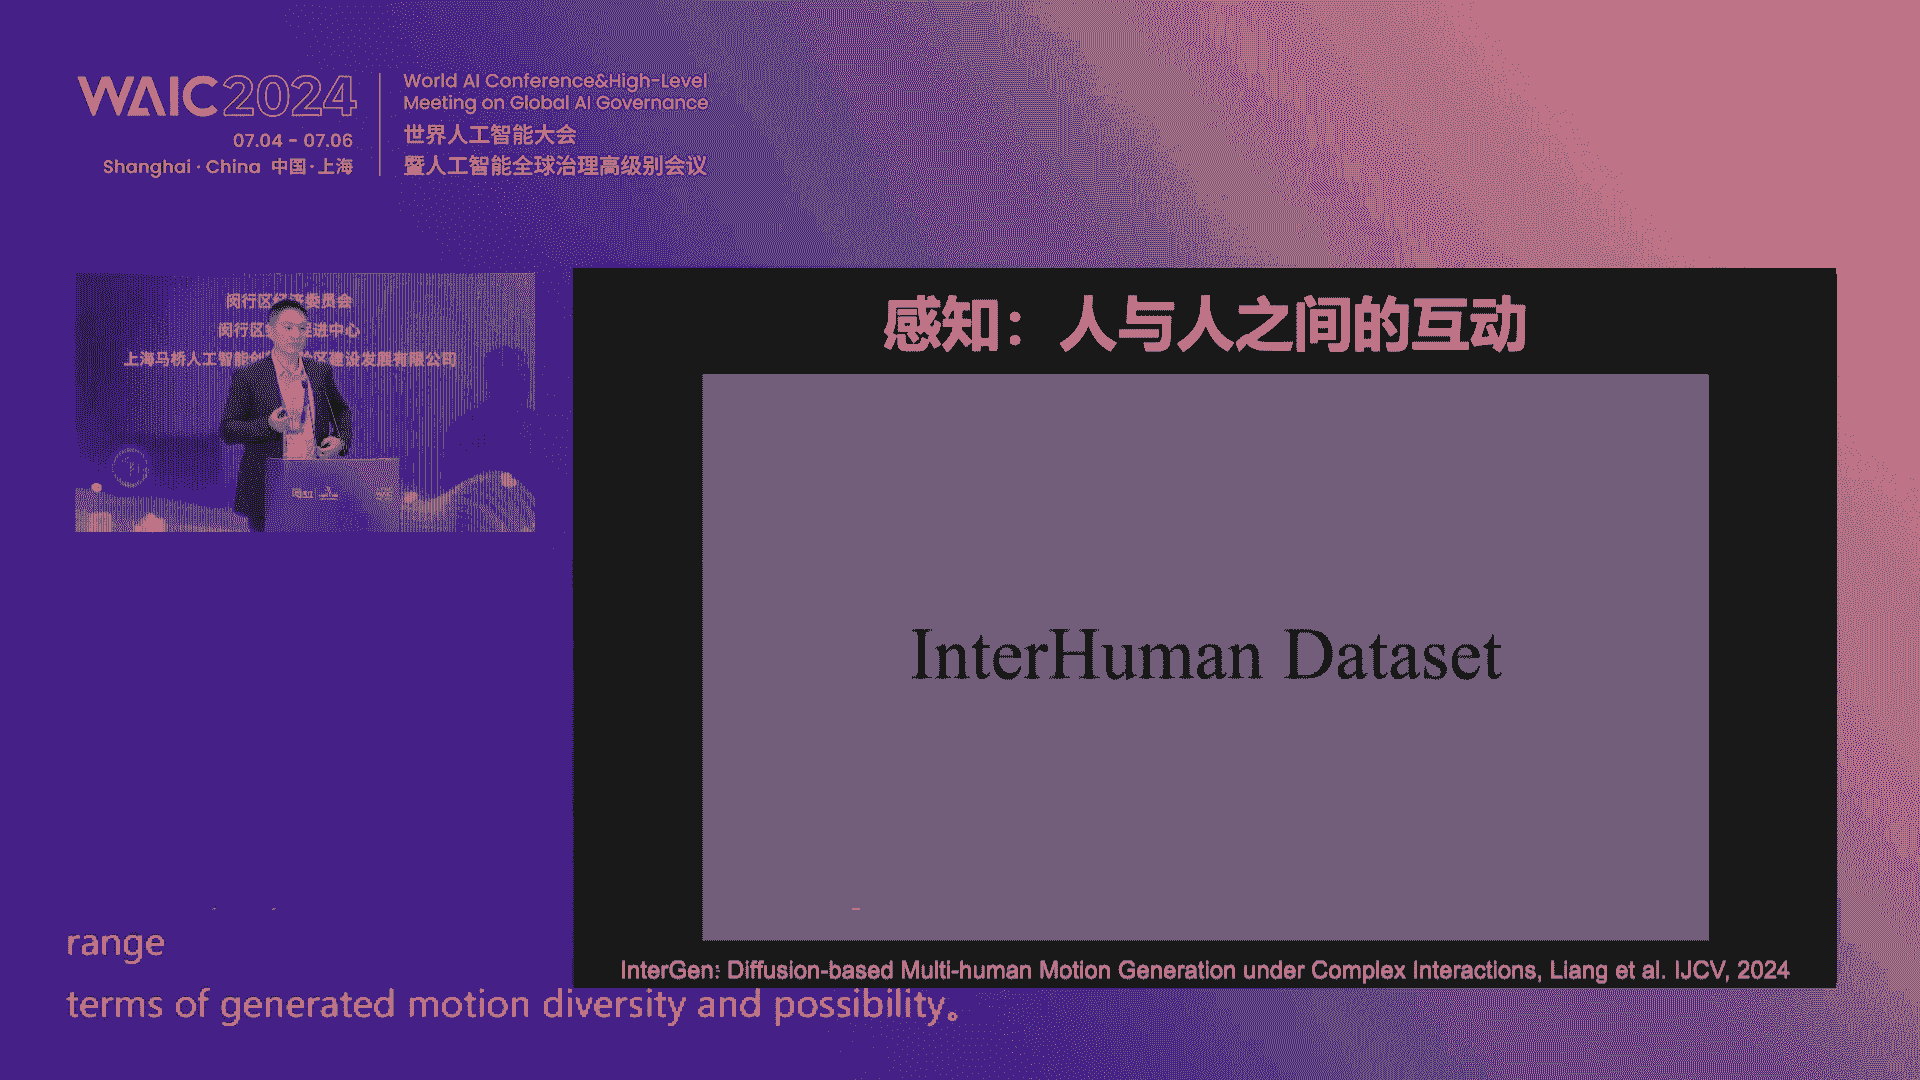 WAIC 2024
07.04 - 07.06
Shanghai · China 中国·上海
World AI Conference&High-Level
Meeting on Global AI Governance
世界人工智能大会
暨人工智能全球治理高级别会议
闵行区经济委员会
闵行区 促进中心
上海马桥人工智能创 区建设发展有限公司
感知：人与人之间的互动
InterHuman Dataset
InterGen: Diffusion-based Multi-human Motion Generation under Complex Interactions, Liang et al. IJCV, 2024
range
terms of generated motion diversity and possibility。